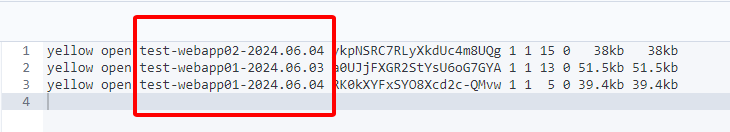 1 yellow open test-webapp02-2024.06.04 ykpNSRC7RLyXkdUc4m8UQg 1 1 15 0 38kb 38kb
2 yellow open test-webapp01-2024.06.03 a0UJjFXGR2StYsU6oG7GYA 1 1 13 0 51.5kb 51.5kb
3 yellow open test-webapp01-2024.06.04 RK0kXYFxSYO8Xcd2c-QMvw 1 1 5 0 39.4kb 39.4kb
4